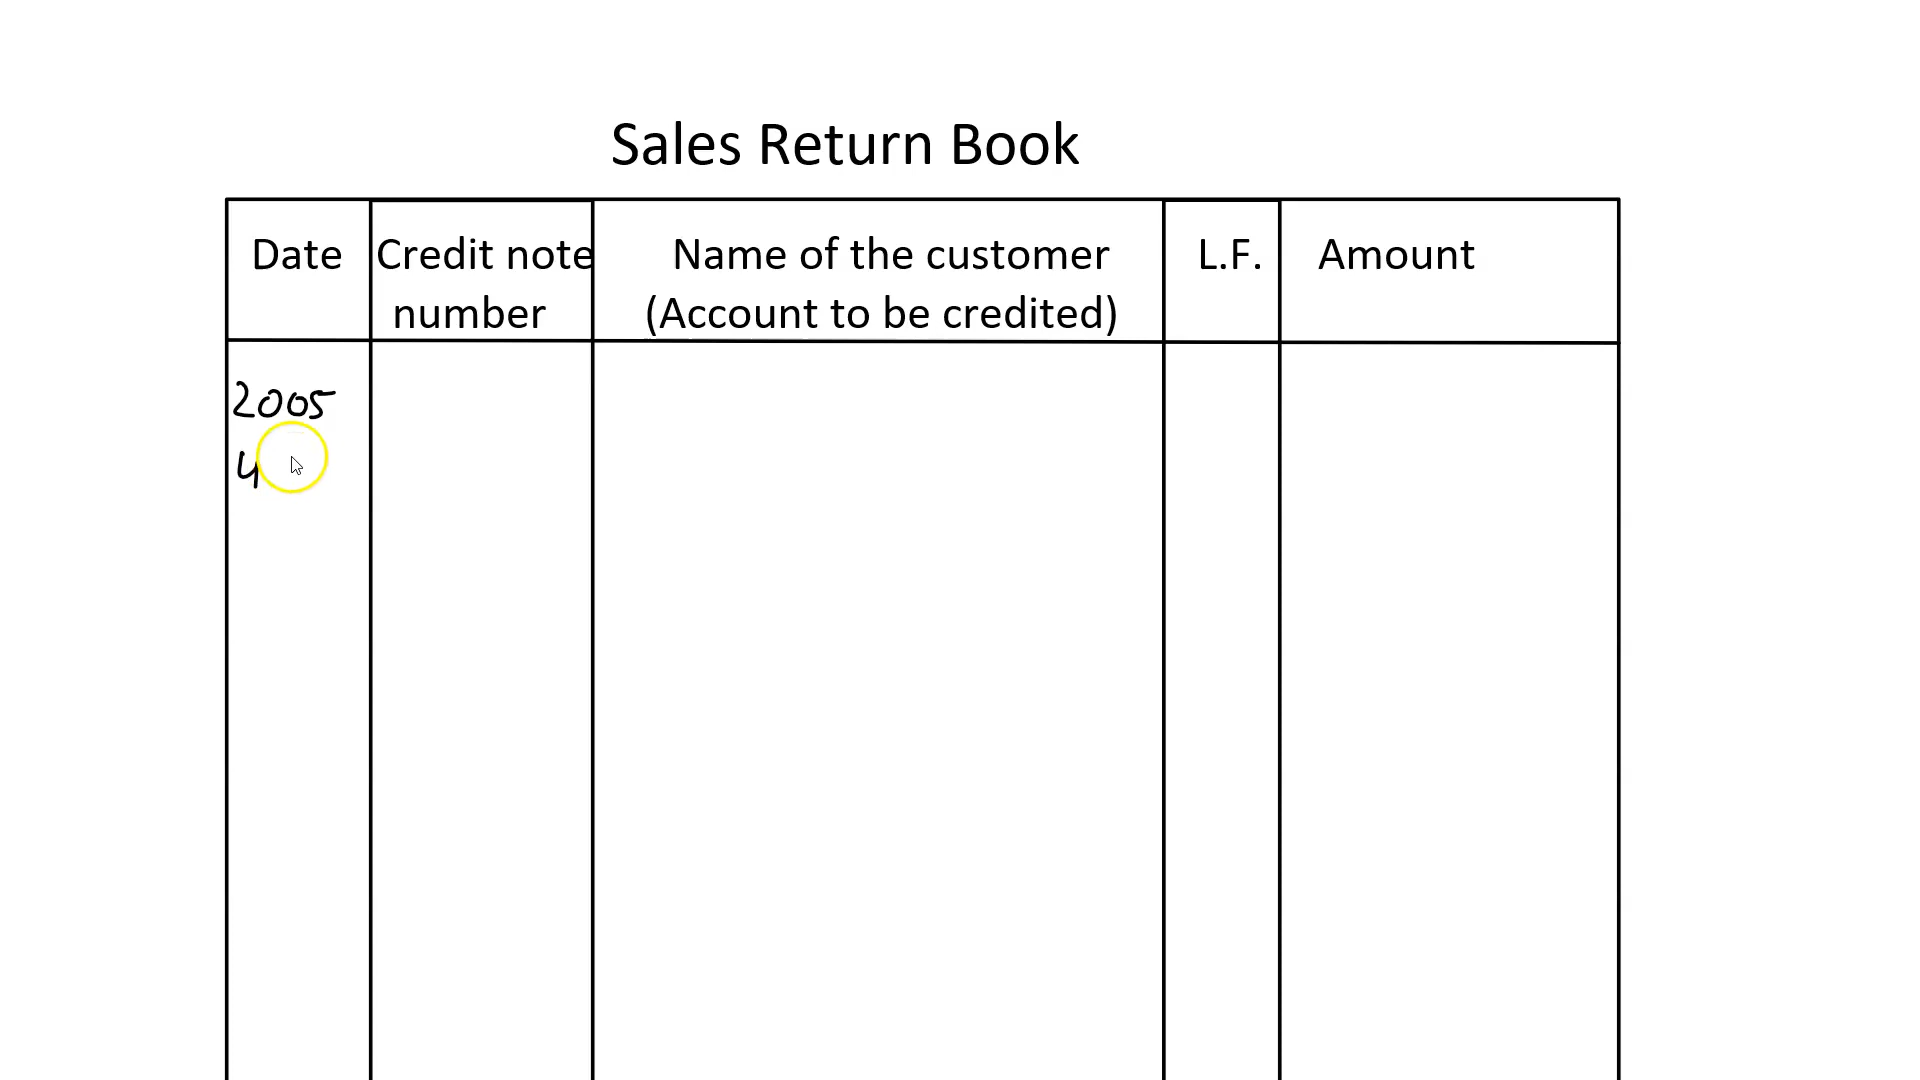 Sales Return Book
Date
Credit note
number
Name of the customer
(Account to be credited)
L.F.
Amount
2005
4